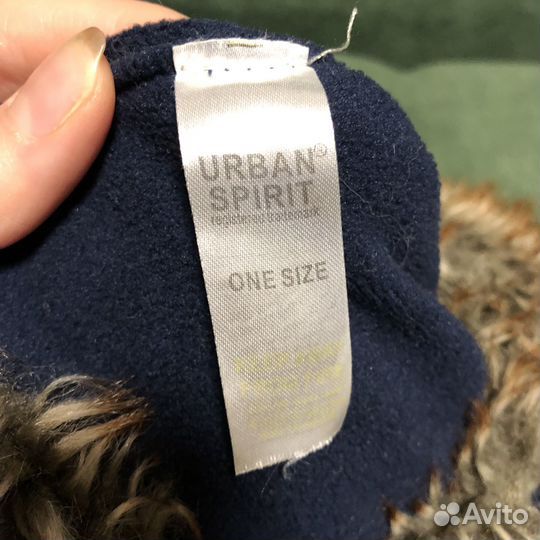 URBAN®
SPIRIT
registered trademark
ONE SIZE
Avito